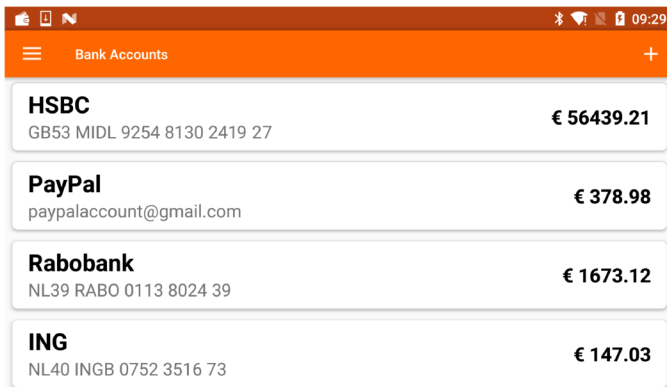 09:29
Bank Accounts
HSBC
GB53 MIDL 9254 8130 2419 27
€ 56439.21
PayPal
paypalaccount@gmail.com
€ 378.98
Rabobank
NL39 RABO 0113 8024 39
€ 1673.12
ING
NL40 INGB 0752 3516 73
€ 147.03